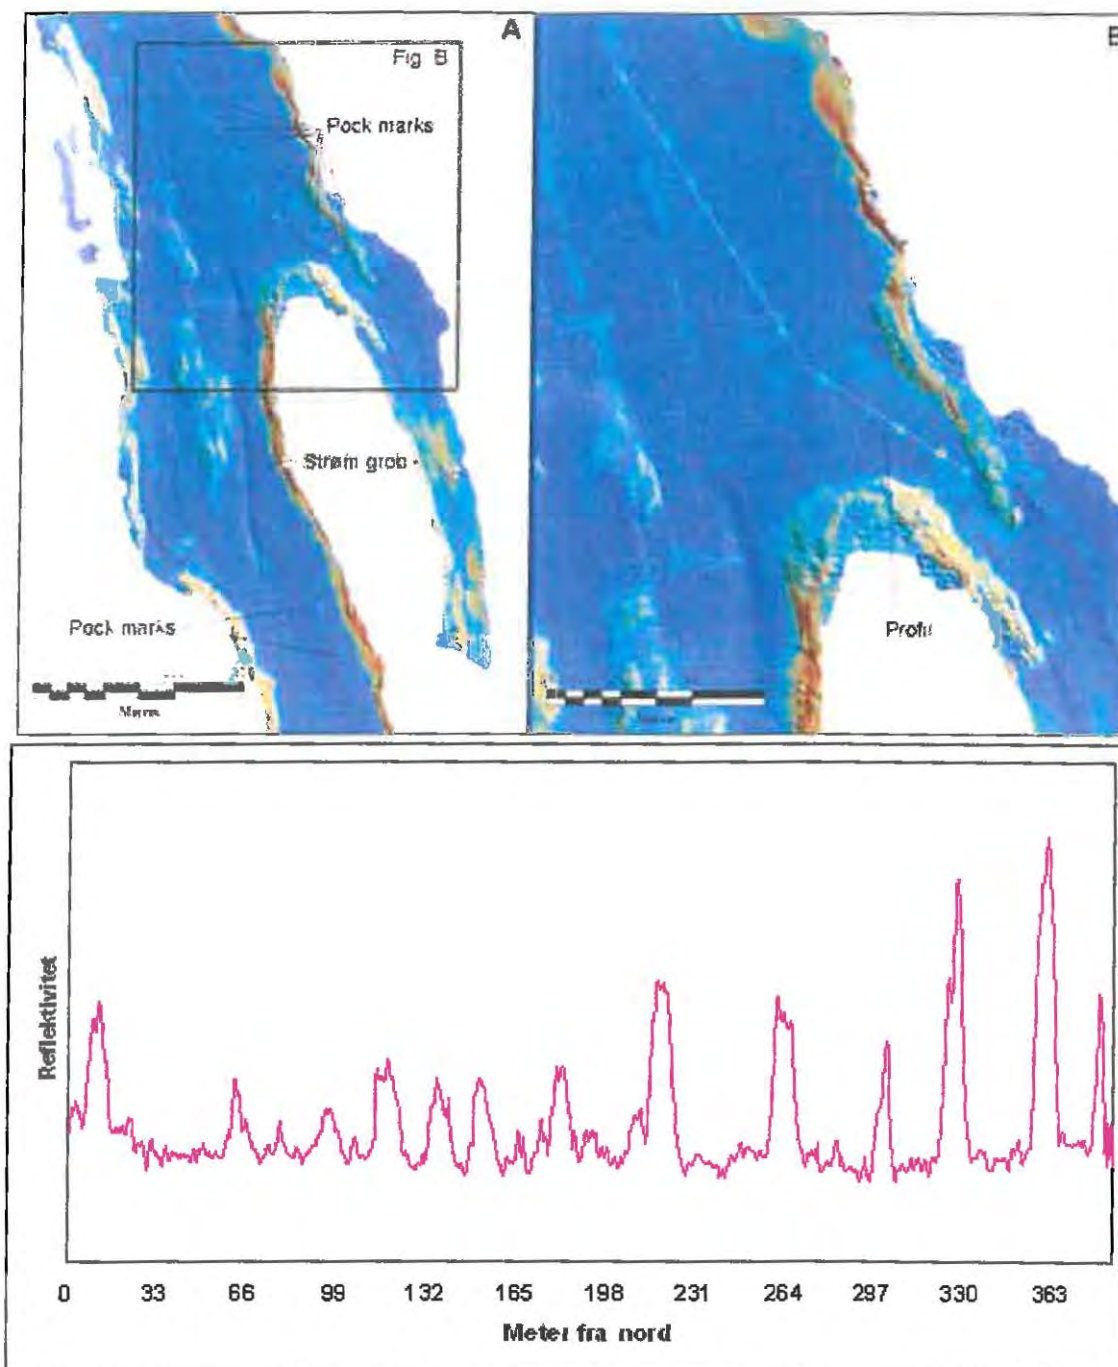 A
Fig B
Pock marks
Strøm grob
Pock marks
B
Profil
Reflektivitet
0 33 66 99 132 165 198 231 264 297 330 363
Meter fra nord